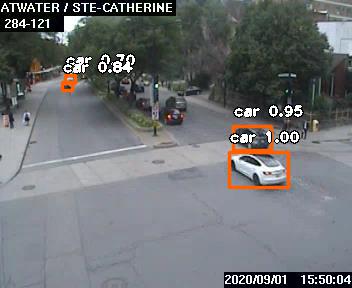 ATWATER / STE-CATHERINE
284-121
car 0.70
car 0.84
car 0.95
car 1.00
2020/09/01 15:50:04